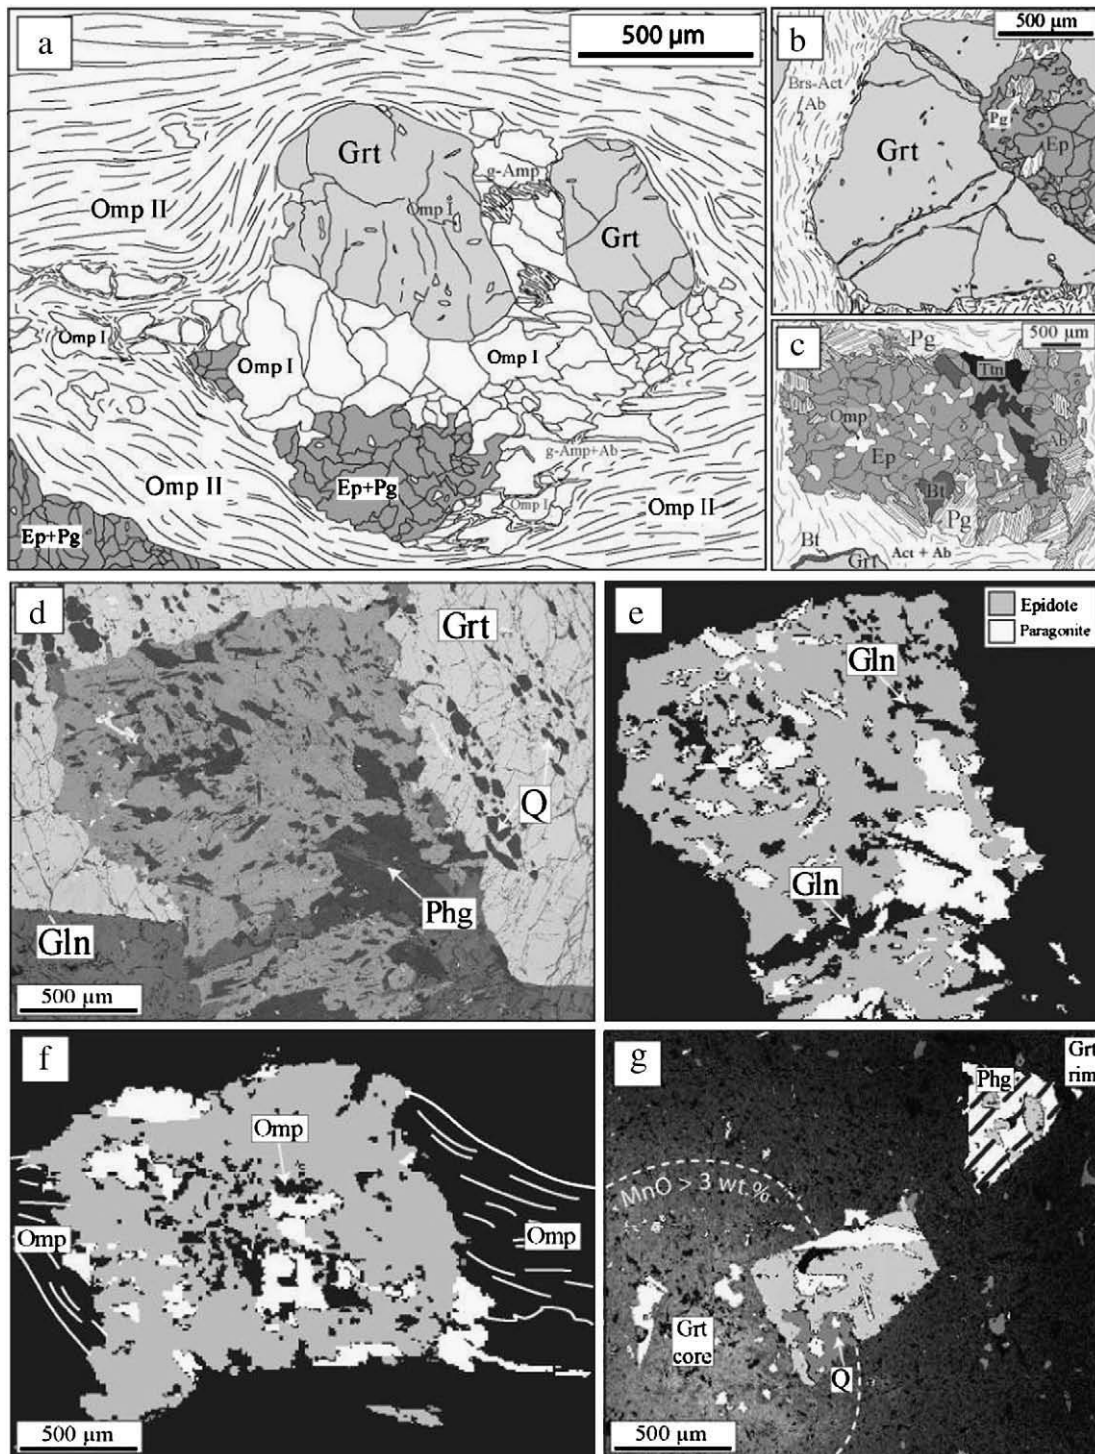 a
500 µm
Grt
g-Amp
Omp II
Omp I
Grt
Omp I
Omp I
Omp I
g-Amp+Ab
Omp II
Ep+Pg
Omp I
Omp II
Ep+Pg
b
500 µm
Brs-Act
Ab
Pg
Ep
Grt
c
500 µm
Pg
Ttn
Omp
Ab
Ep
Bt
Pg
Bt
Act + Ab
Grt
d
Grt
Q
Phg
Gln
500 µm
e
Epidote
Paragonite
Gln
Gln
f
Omp
Omp
Omp
500 µm
g
Phg
Grt
rim
MnO > 3 wt.%
Grt
core
Q
500 µm